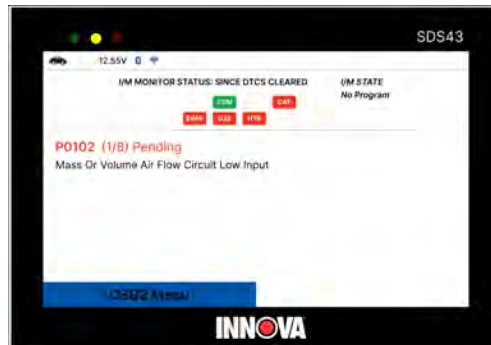 SDS43
12.55V
I/M MONITOR STATUS: SINCE DTCS CLEARED
I/M STATE
No Program
COM
CAT
EVAP O2S HTR
P0102 (1/8) Pending
Mass Or Volume Air Flow Circuit Low Input
OBD2 Menu
INNOVA